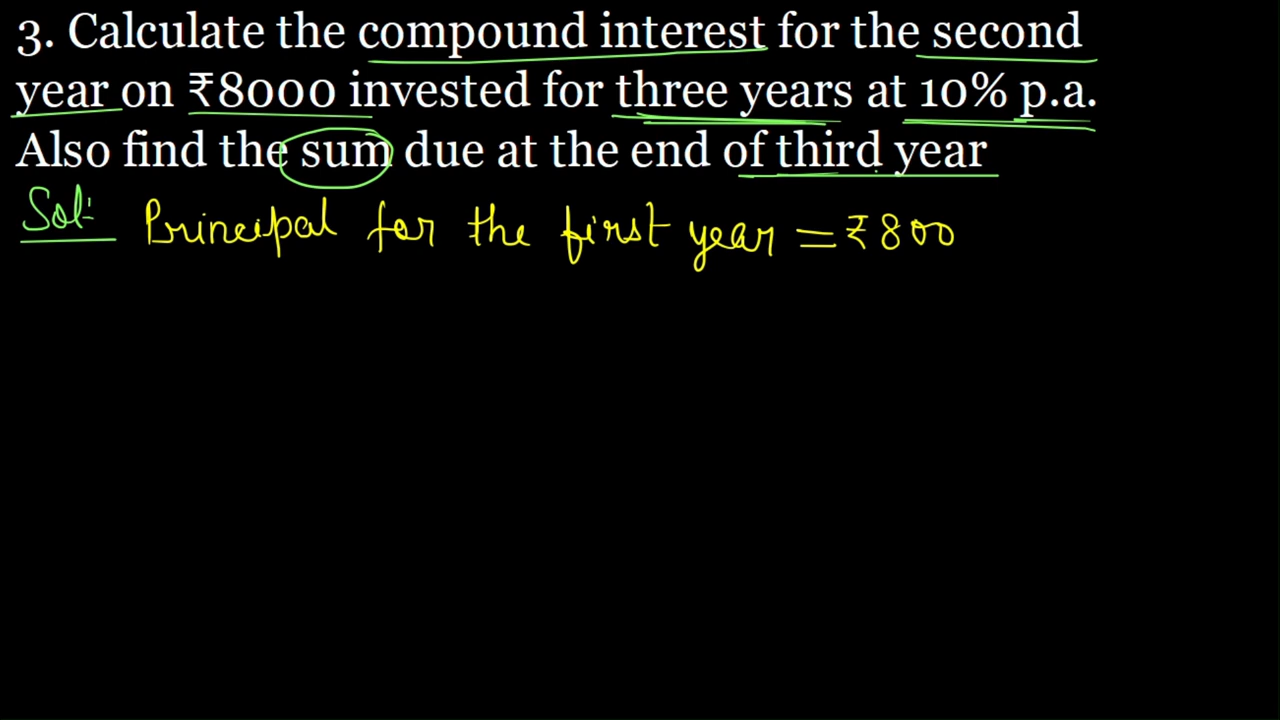 3. Calculate the compound interest for the second
year on ₹8000 invested for three years at 10% p.a.
Also find the sum due at the end of third year
Sol:- Principal for the first year = ₹800